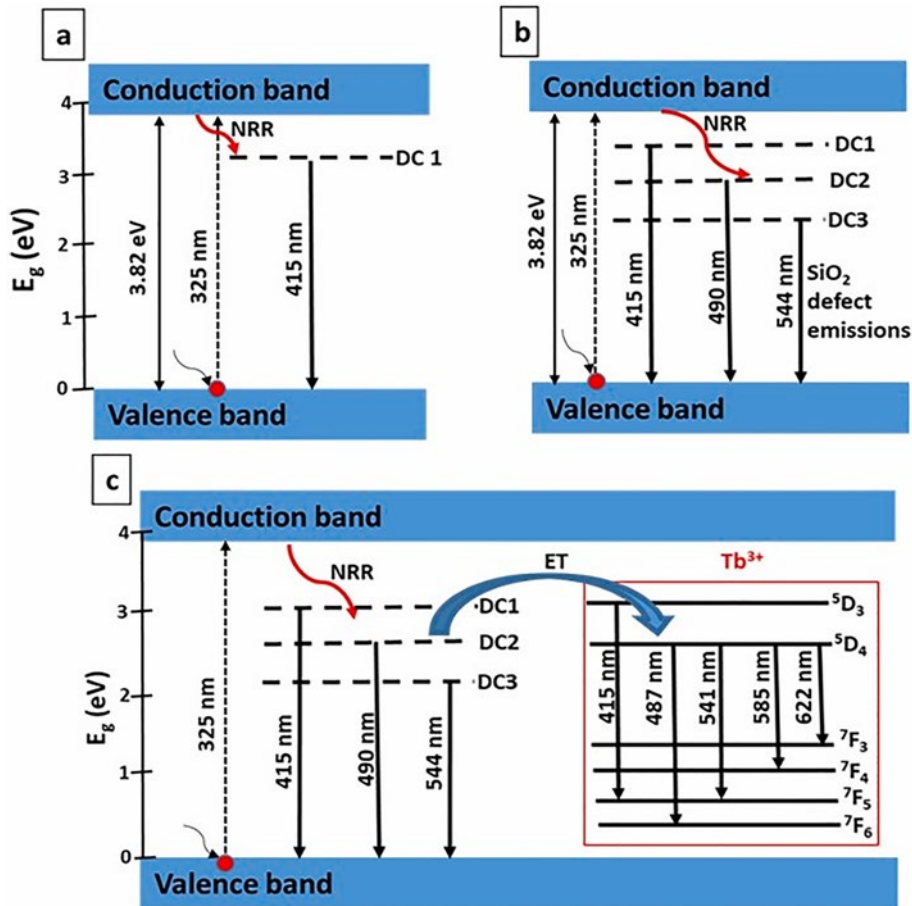 a
Conduction band
4
NRR
DC 1
3
E_g (eV)
3.82 eV
325 nm
415 nm
2
1
0
Valence band
b
Conduction band
NRR
DC1
DC2
DC3
3.82 eV
325 nm
415 nm
490 nm
544 nm
SiO₂
defect
emissions
Valence band
c
Conduction band
4
NRR
ET
Tb³⁺
3
DC1
DC2
DC3
E_g (eV)
2
325 nm
415 nm
490 nm
544 nm
1
0
⁵D₃
⁵D₄
415 nm
487 nm
541 nm
585 nm
622 nm
⁷F₃
⁷F₄
⁷F₅
⁷F₆
Valence band